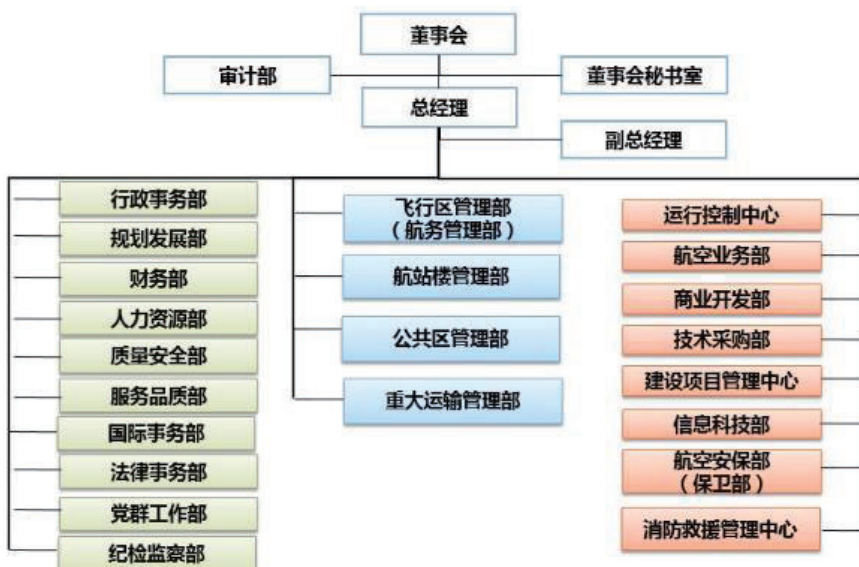 董事会
审计部
董事会秘书室
总经理
副总经理
行政事务部
规划发展部
财务部
人力资源部
质量安全部
服务品质部
国际事务部
法律事务部
党群工作部
纪检监察部
飞行区管理部
（航务管理部）
航站楼管理部
公共区管理部
重大运输管理部
运行控制中心
航空业务部
商业开发部
技术采购部
建设项目管理中心
信息科技部
航空安保部
（保卫部）
消防救援管理中心